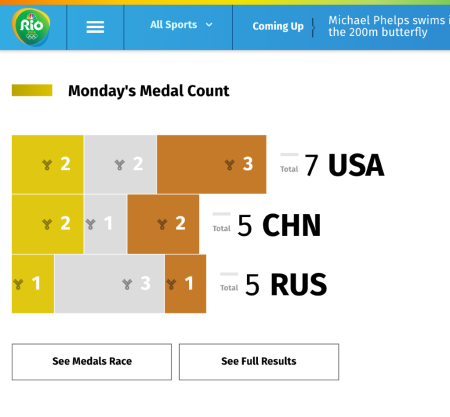 Rio
All Sports
Coming Up
Michael Phelps swims i
the 200m butterfly
Monday's Medal Count
2 2 3 Total 7 USA
2 1 2 Total 5 CHN
1 3 1 Total 5 RUS
See Medals Race
See Full Results